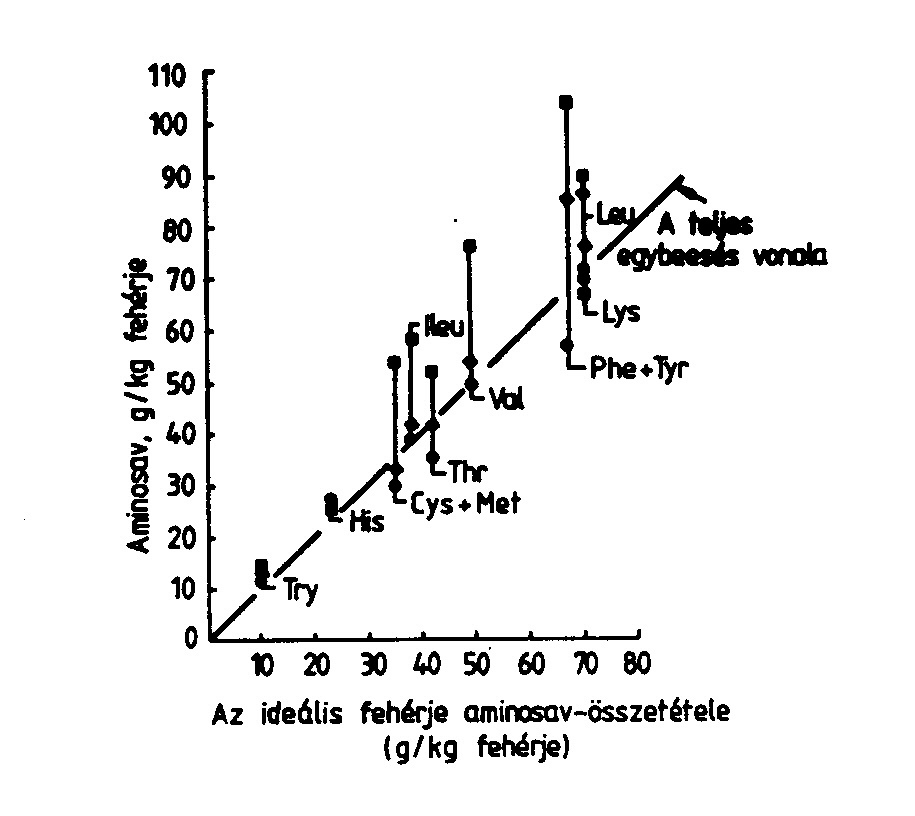 110
100
90
80
70
60
50
40
30
20
10
0
Aminosav, g/kg fehérje
Leu
A teljes
egybeesés vonala
Lys
Phe+Tyr
Ileu
Val
Thr
Cys+Met
His
Try
10 20 30 40 50 60 70 80
Az ideális fehérje aminosav-összetétele
(g/kg fehérje)